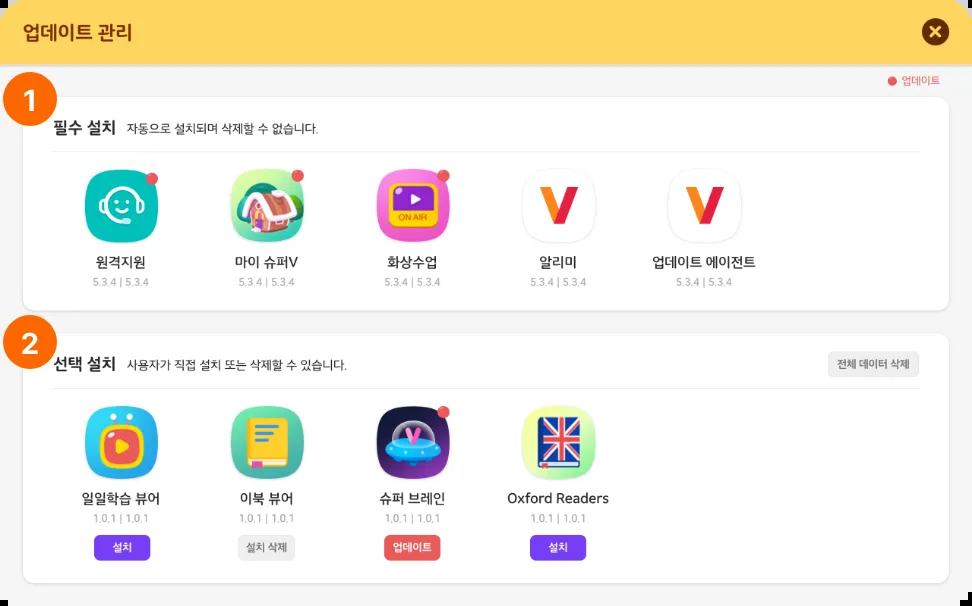 업데이트 관리
업데이트
1
필수 설치 자동으로 설치되며 삭제할 수 없습니다.
ON AIR
원격지원 마이 슈퍼V 화상수업 알리미 업데이트 에이전트
5.3.4 | 5.3.4 5.3.4 | 5.3.4 5.3.4 | 5.3.4 5.3.4 | 5.3.4 5.3.4 | 5.3.4
2
선택 설치 사용자가 직접 설치 또는 삭제할 수 있습니다. 전체 데이터 삭제
일일학습 뷰어 이북 뷰어 슈퍼 브레인 Oxford Readers
1.0.1 | 1.0.1 1.0.1 | 1.0.1 1.0.1 | 1.0.1 1.0.1 | 1.0.1
설치 설치 삭제 업데이트 설치